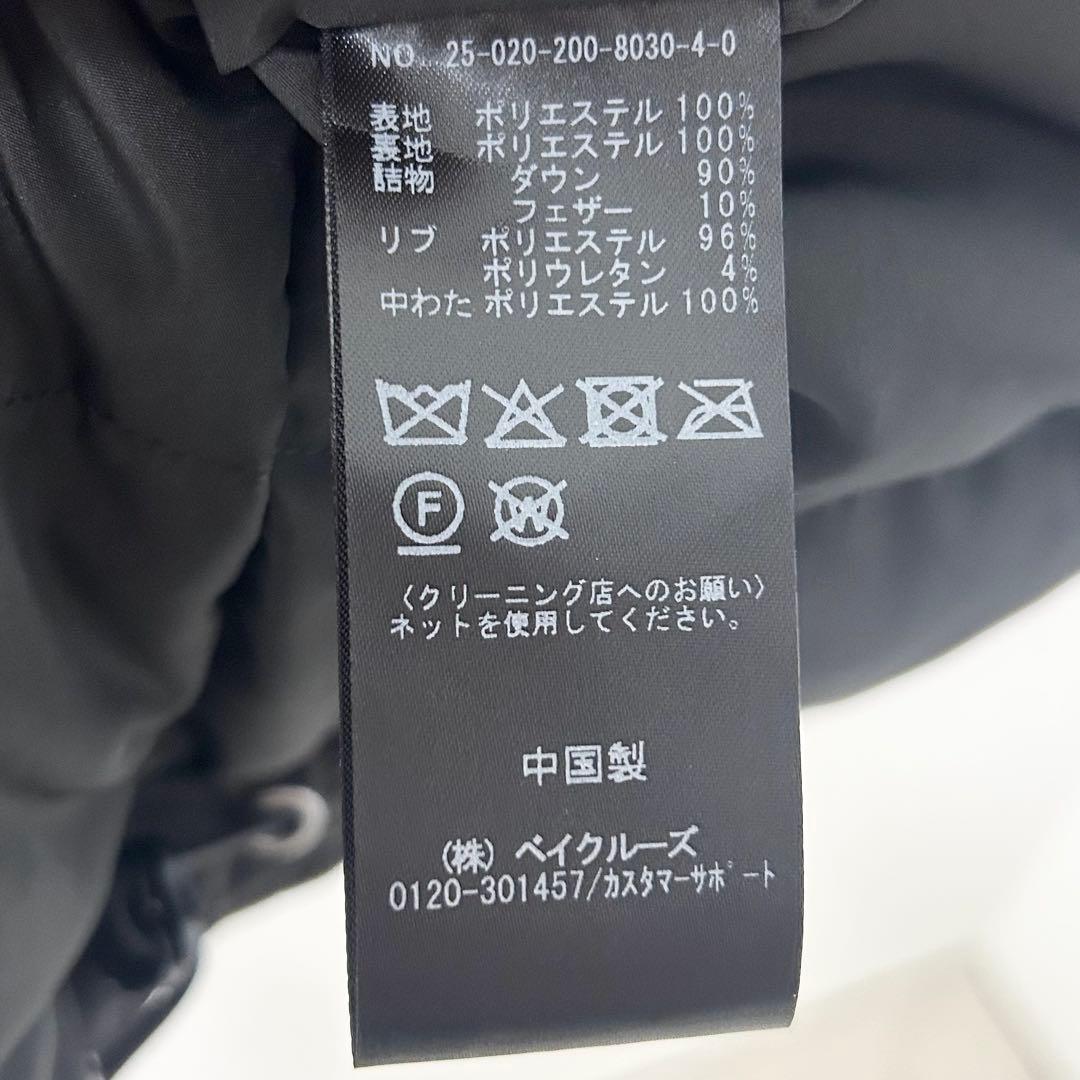 NO 25-020-200-8030-4-0
表地 ポリエステル 100%
裏地 ポリエステル 100%
詰物 ダウン 90%
フェザー 10%
リブ ポリエステル 96%
ポリウレタン 4%
中わた ポリエステル 100%
F W
〈クリーニング店へのお願い〉
ネットを使用してください。
中国製
(株) ベイクルーズ
0120-301457/カスタマーサポート